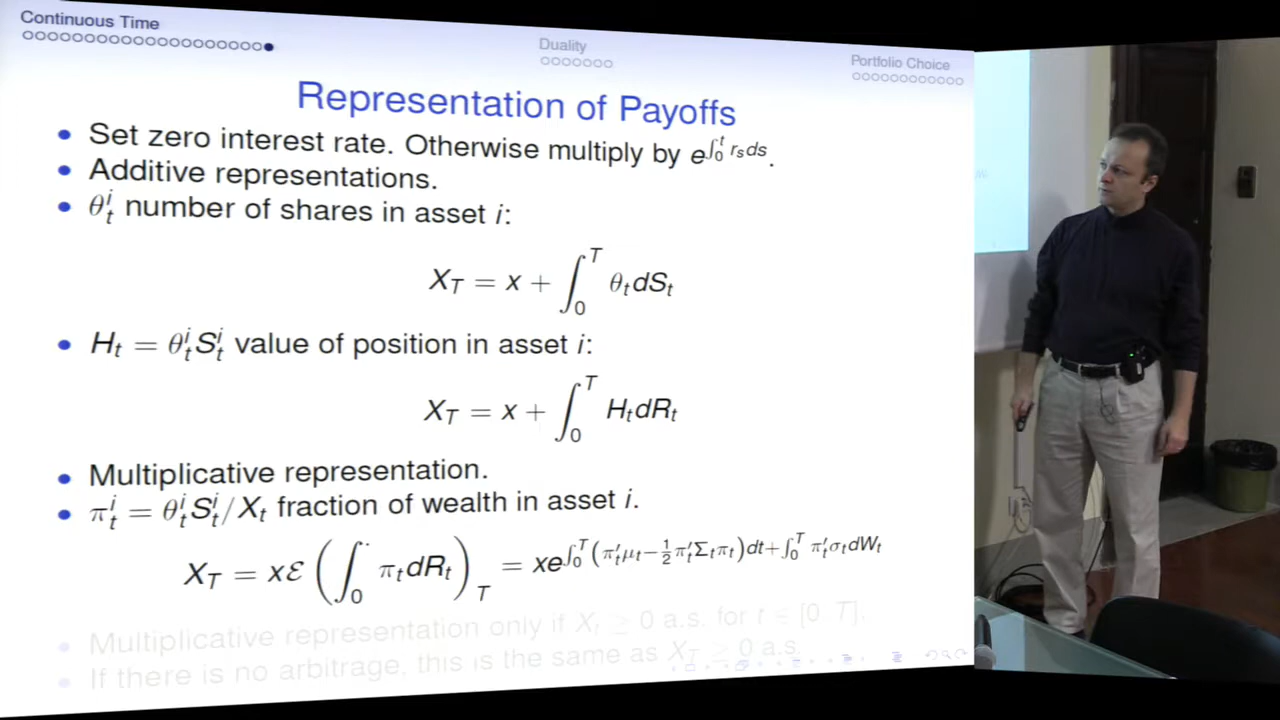 Continuous Time
Duality
Portfolio Choice
Representation of Payoffs
• Set zero interest rate. Otherwise multiply by e^{∫_0^t r_s ds}.
• Additive representations.
• θ_t^i number of shares in asset i:
X_T = x + ∫_0^T θ_t dS_t
• H_t = θ_t^i S_t^i value of position in asset i:
X_T = x + ∫_0^T H_t dR_t
• Multiplicative representation.
• π_t^i = θ_t^i S_t^i / X_t fraction of wealth in asset i.
X_T = xℰ(∫_0^· π_t dR_t)_T = xe^{∫_0^T (π_t′μ_t − ½π_t′Σ_tπ_t)dt + ∫_0^T π_t′σ_t dW_t}
• Multiplicative representation only if X_t ≥ 0 a.s. for t ∈ [0, T].
• If there is no arbitrage, this is the same as X_T ≥ 0 a.s.